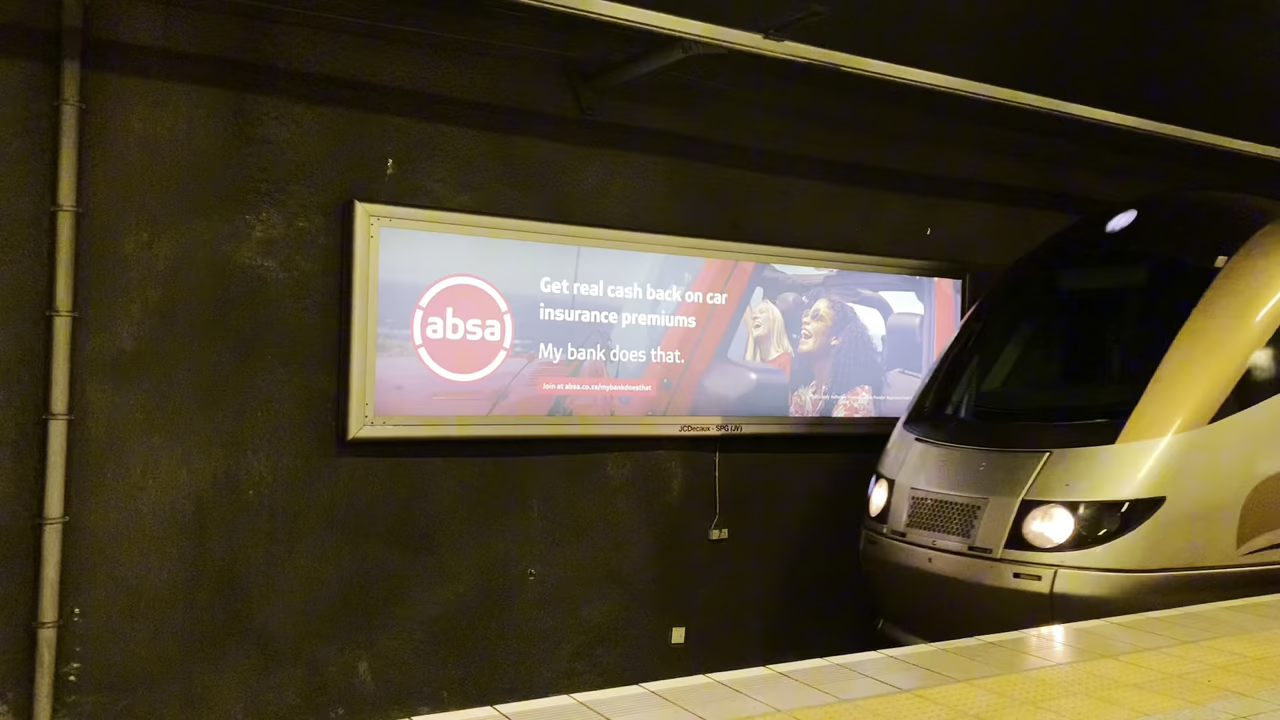 absa
Get real cash back on car
insurance premiums
My bank does that.
Join at absa.co.za/mybankdoesthat
JCDecaux - SPG (JV)